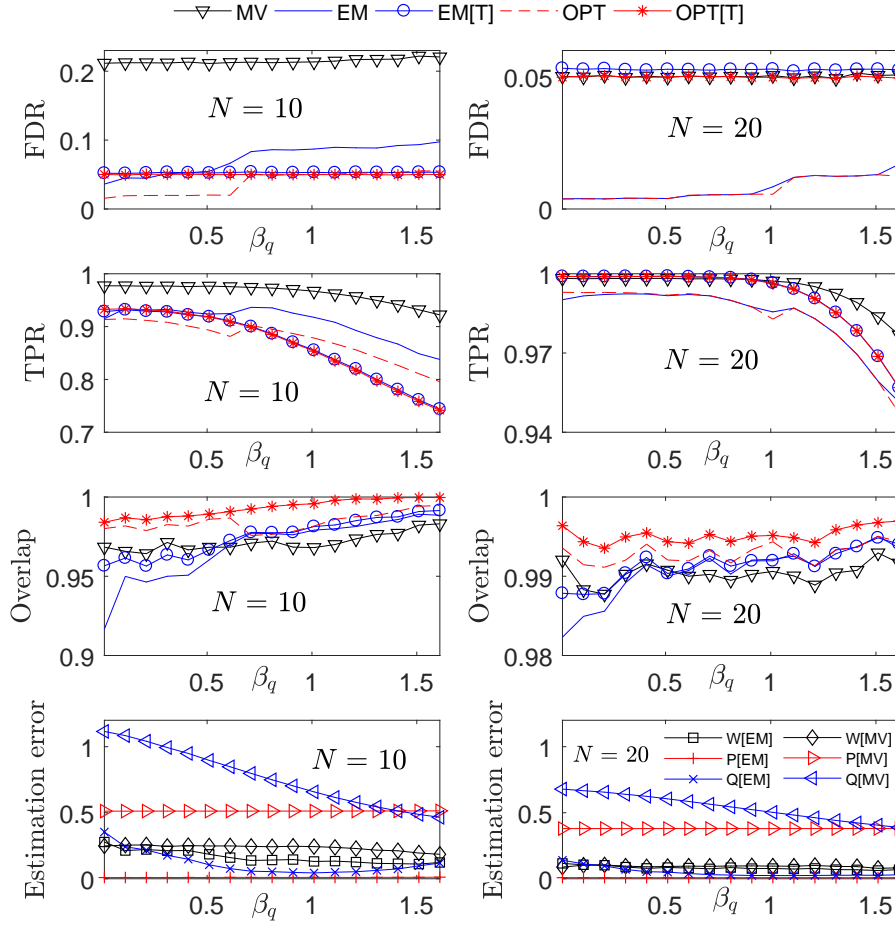 MV EM EM[T] OPT OPT[T]
FDR
0.2
0.1
0
N = 10
0.5 1 1.5
β_q
FDR
0.05
0
N = 20
0.5 1 1.5
β_q
TPR
1
0.9
0.8
0.7
N = 10
0.5 1 1.5
β_q
TPR
1
0.97
0.94
N = 20
0.5 1 1.5
β_q
Overlap
1
0.95
0.9
N = 10
0.5 1 1.5
β_q
Overlap
1
0.99
0.98
N = 20
0.5 1 1.5
β_q
Estimation error
1
0.5
0
N = 10
0.5 1 1.5
β_q
Estimation error
1
0.5
0
N = 20
W[EM] W[MV]
P[EM] P[MV]
Q[EM] Q[MV]
0.5 1 1.5
β_q